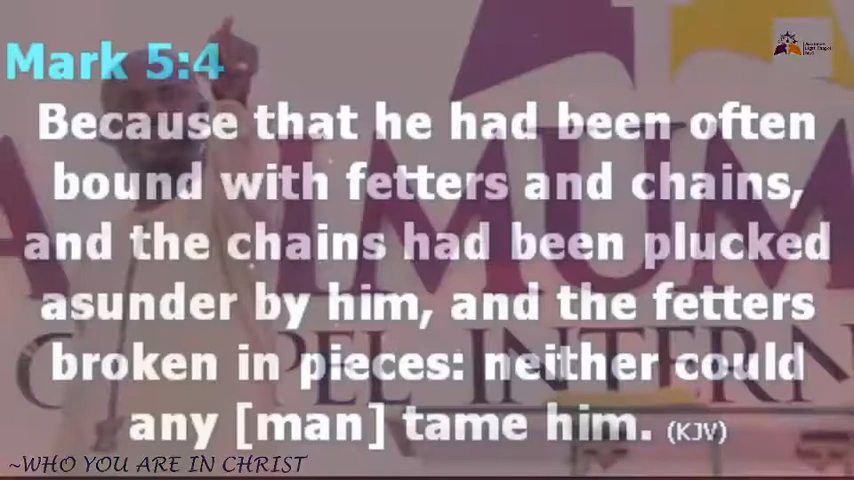 Mark 5:4
Because that he had been often
bound with fetters and chains,
and the chains had been plucked
asunder by him, and the fetters
broken in pieces: neither could
any [man] tame him. (KJV)
~WHO YOU ARE IN CHRIST